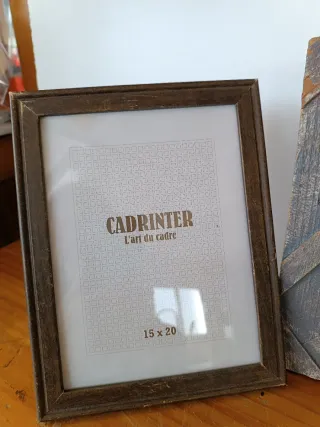 CADRINTER
L'art du cadre
15 x 20